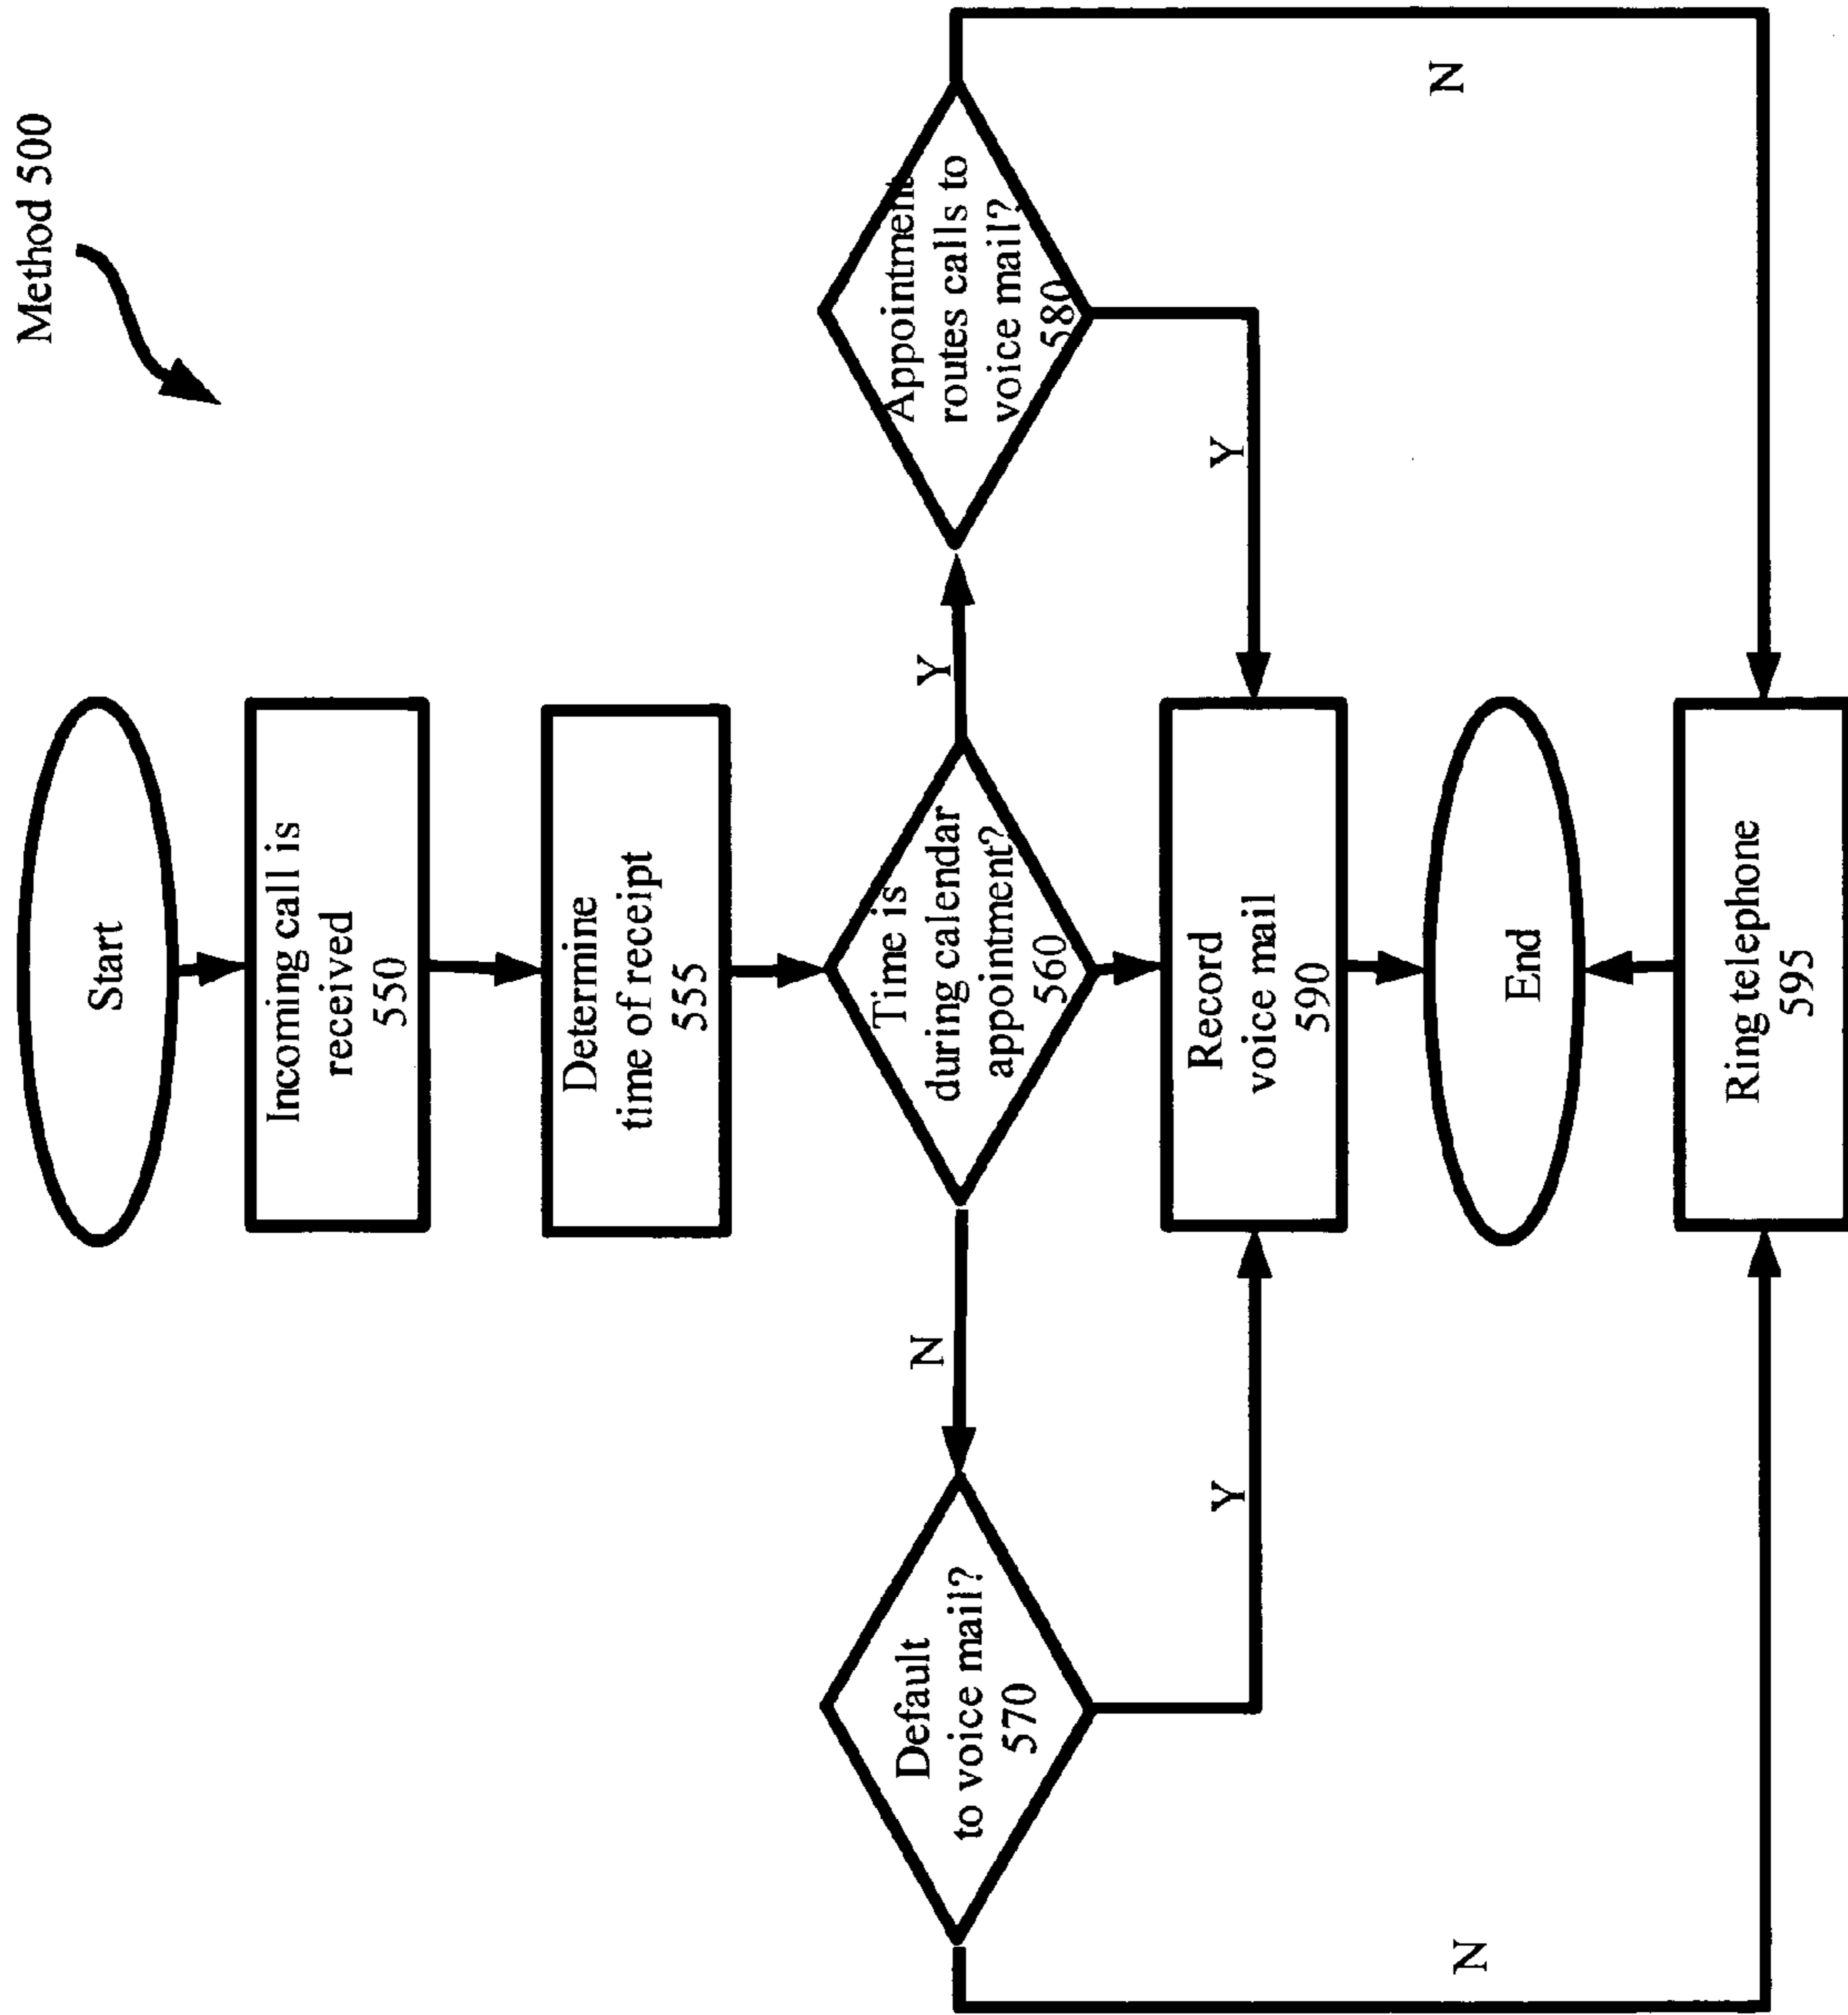 Method 500
Start
Incoming call is
received
550
Determine
time of receipt
555
Time is
during calendar
appointment?
560
N
Y
Default
to voice mail?
570
Appointment
routes calls to
voice mail?
580
Y
Y
Record
voice mail
590
N
N
End
Ring telephone
595